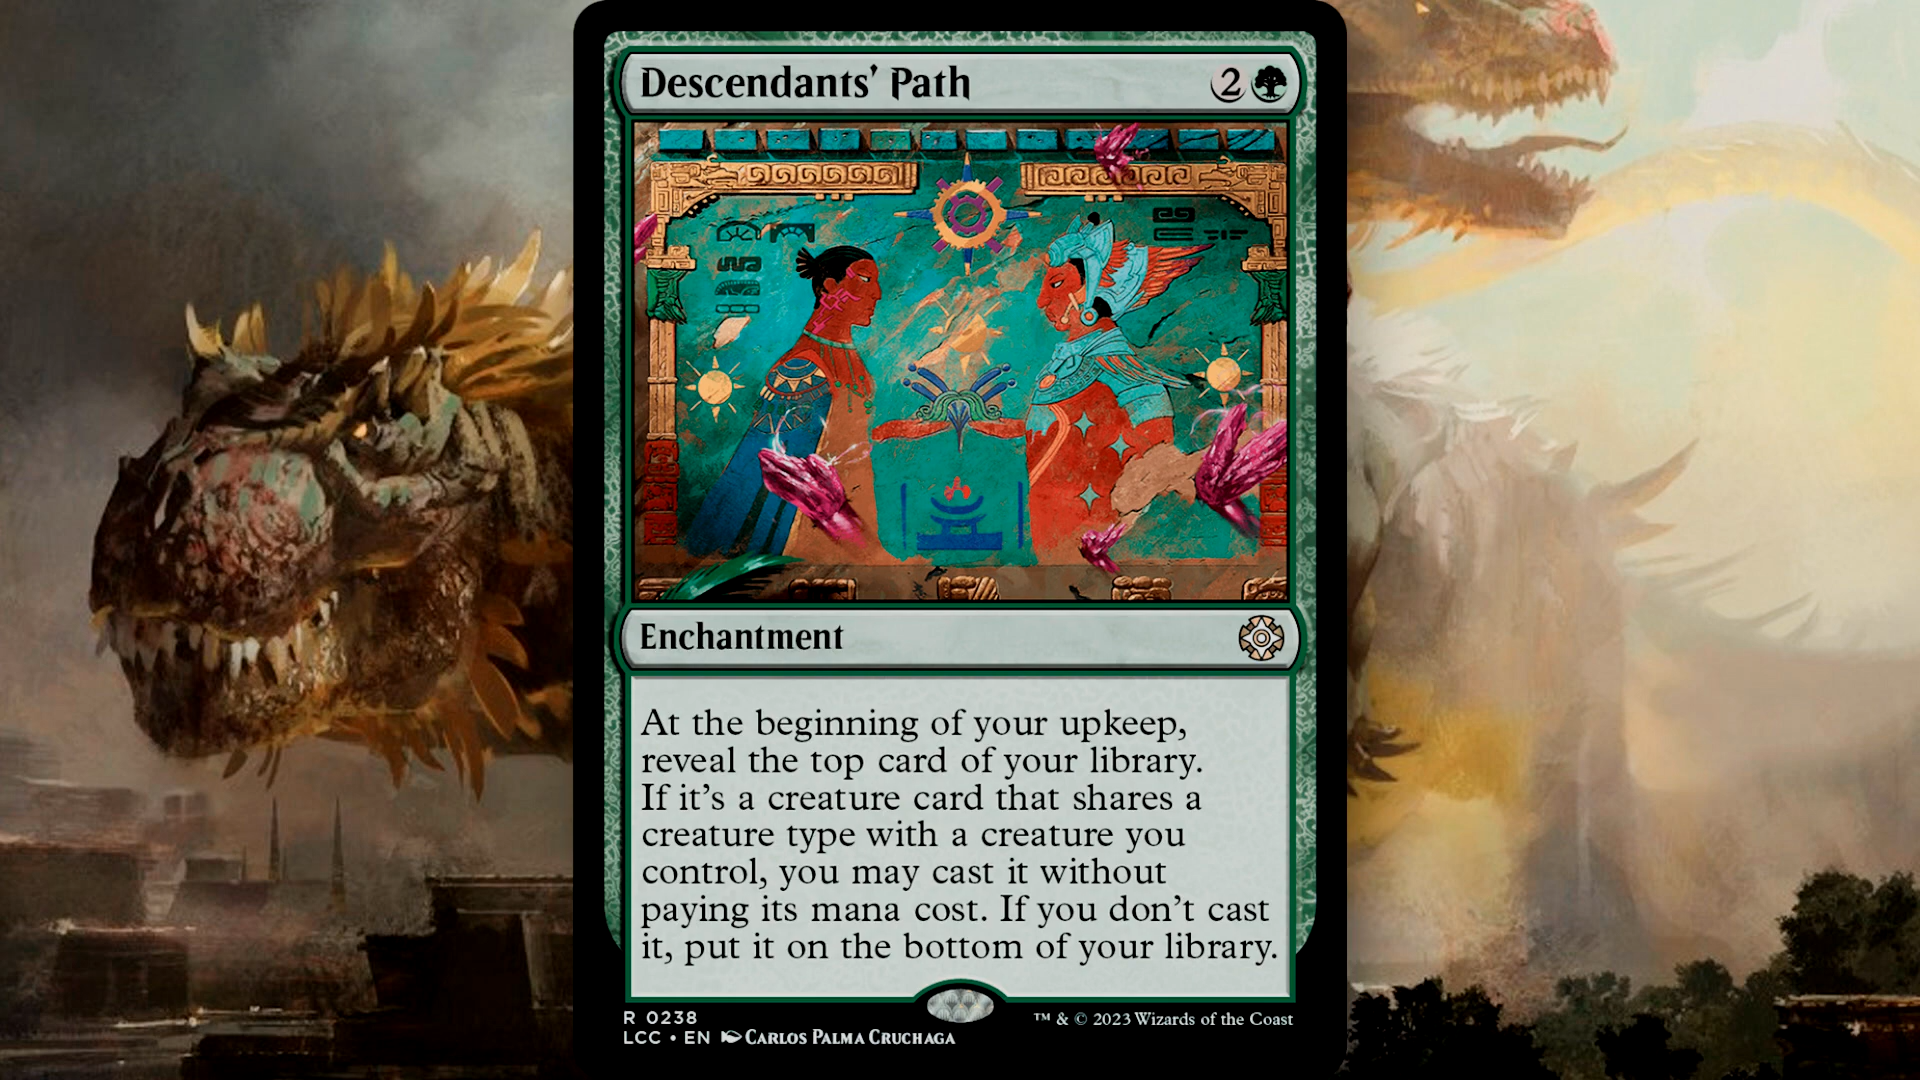 Descendants' Path 2
Enchantment
At the beginning of your upkeep,
reveal the top card of your library.
If it's a creature card that shares a
creature type with a creature you
control, you may cast it without
paying its mana cost. If you don't cast
it, put it on the bottom of your library.
R 0238
™ & © 2023 Wizards of the Coast
LCC • EN CARLOS PALMA CRUCHAGA